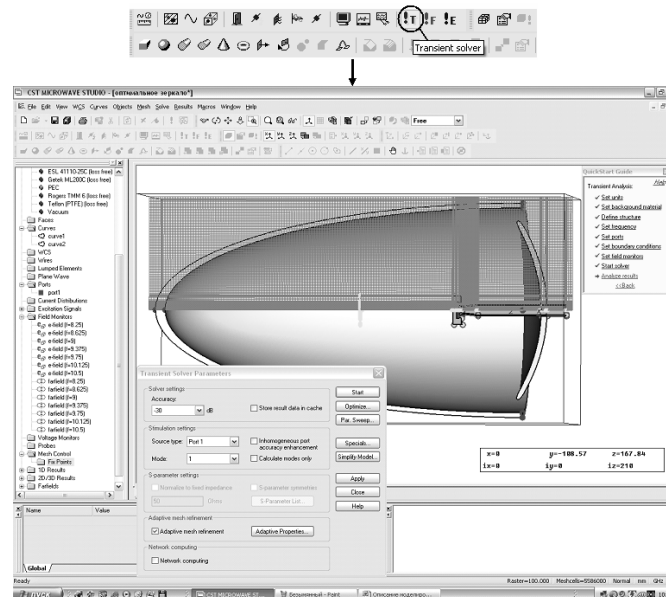 !T !F !E
Transient solver
CST MICROWAVE STUDIO - [оптимальное зеркало*]
File Edit View WCS Curves Objects Mesh Solve Results Macros Window Help
Free
ESL 41110-25C (loss free)
Getek ML200C (loss free)
PEC
Rogers TMM 6 (loss free)
Teflon (PTFE) (loss free)
Vacuum
Faces
Curves
curve1
curve2
WCS
Wires
Lumped Elements
Plane Wave
Ports
port1
Current Distributions
Excitation Signals
Field Monitors
e-field (f=8.25)
e-field (f=8.625)
e-field (f=9)
e-field (f=9.375)
e-field (f=9.75)
e-field (f=10.125)
e-field (f=10.5)
farfield (f=8.25)
farfield (f=8.625)
farfield (f=9)
farfield (f=9.375)
farfield (f=9.75)
farfield (f=10.125)
farfield (f=10.5)
Voltage Monitors
Probes
Mesh Control
Fix Points
1D Results
2D/3D Results
Farfields
QuickStart Guide
Transient Analysis:
Set units
Set background material
Define structure
Set frequency
Set ports
Set boundary conditions
Set field monitors
Start solver
Analyze results
<<Back
Transient Solver Parameters
Solver settings
Accuracy:
-30 dB
Store result data in cache
Stimulation settings
Source type: Port 1
Inhomogeneous port accuracy enhancement
Mode: 1
Calculate modes only
S-parameter settings
Normalize to fixed impedance
S-parameter symmetries
50 Ohms
S-Parameter List...
Adaptive mesh refinement
Adaptive mesh refinement
Adaptive Properties...
Network computing
Network computing
Start
Optimize...
Par. Sweep...
Specials...
Simplify Model...
Apply
Close
Help
x=0 y=-108.57 z=167.84
ix=0 iy=0 iz=210
Name Value
Global
Ready
Raster=100.000 Meshcells=5586000 Normal mm GHz
пуск
CST MICROWAVE ST...
Безымянный - Paint
Описание моделиро...